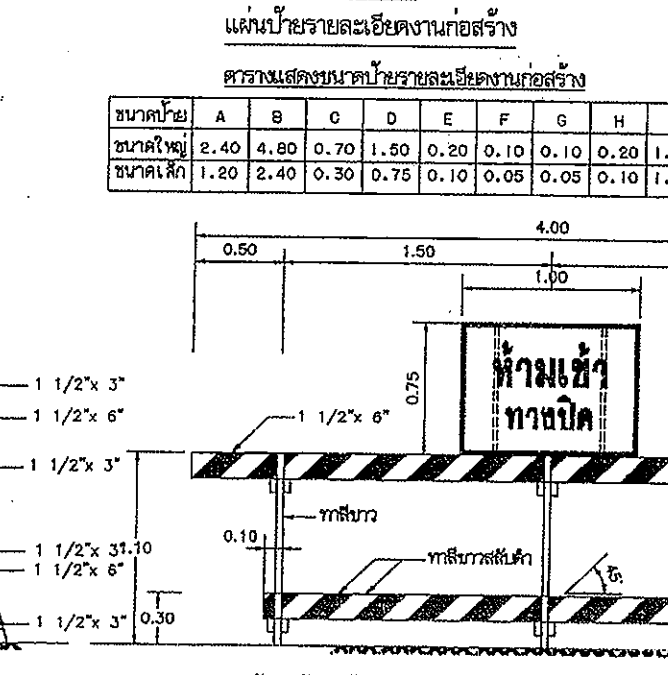 แผ่นป้ายรายละเอียดงานก่อสร้าง
ตารางแสดงขนาดป้ายรายละเอียดงานก่อสร้าง
ขนาดป้าย A B C D E F G H
ขนาดใหญ่ 2.40 4.80 0.70 1.50 0.20 0.10 0.10 0.20 1.
ขนาดเล็ก 1.20 2.40 0.30 0.75 0.10 0.05 0.05 0.10 1.
4.00
0.50 1.50
1.00
0.75
ห้ามเข้า
ทางปิด
1 1/2"x 3"
1 1/2"x 6"
1 1/2"x 6"
1 1/2"x 3"
ทาสีขาว
0.10
1.10
1 1/2"x 3"
1 1/2"x 6"
ทาสีขาวสลับดำ
45°
1 1/2"x 3"
0.30